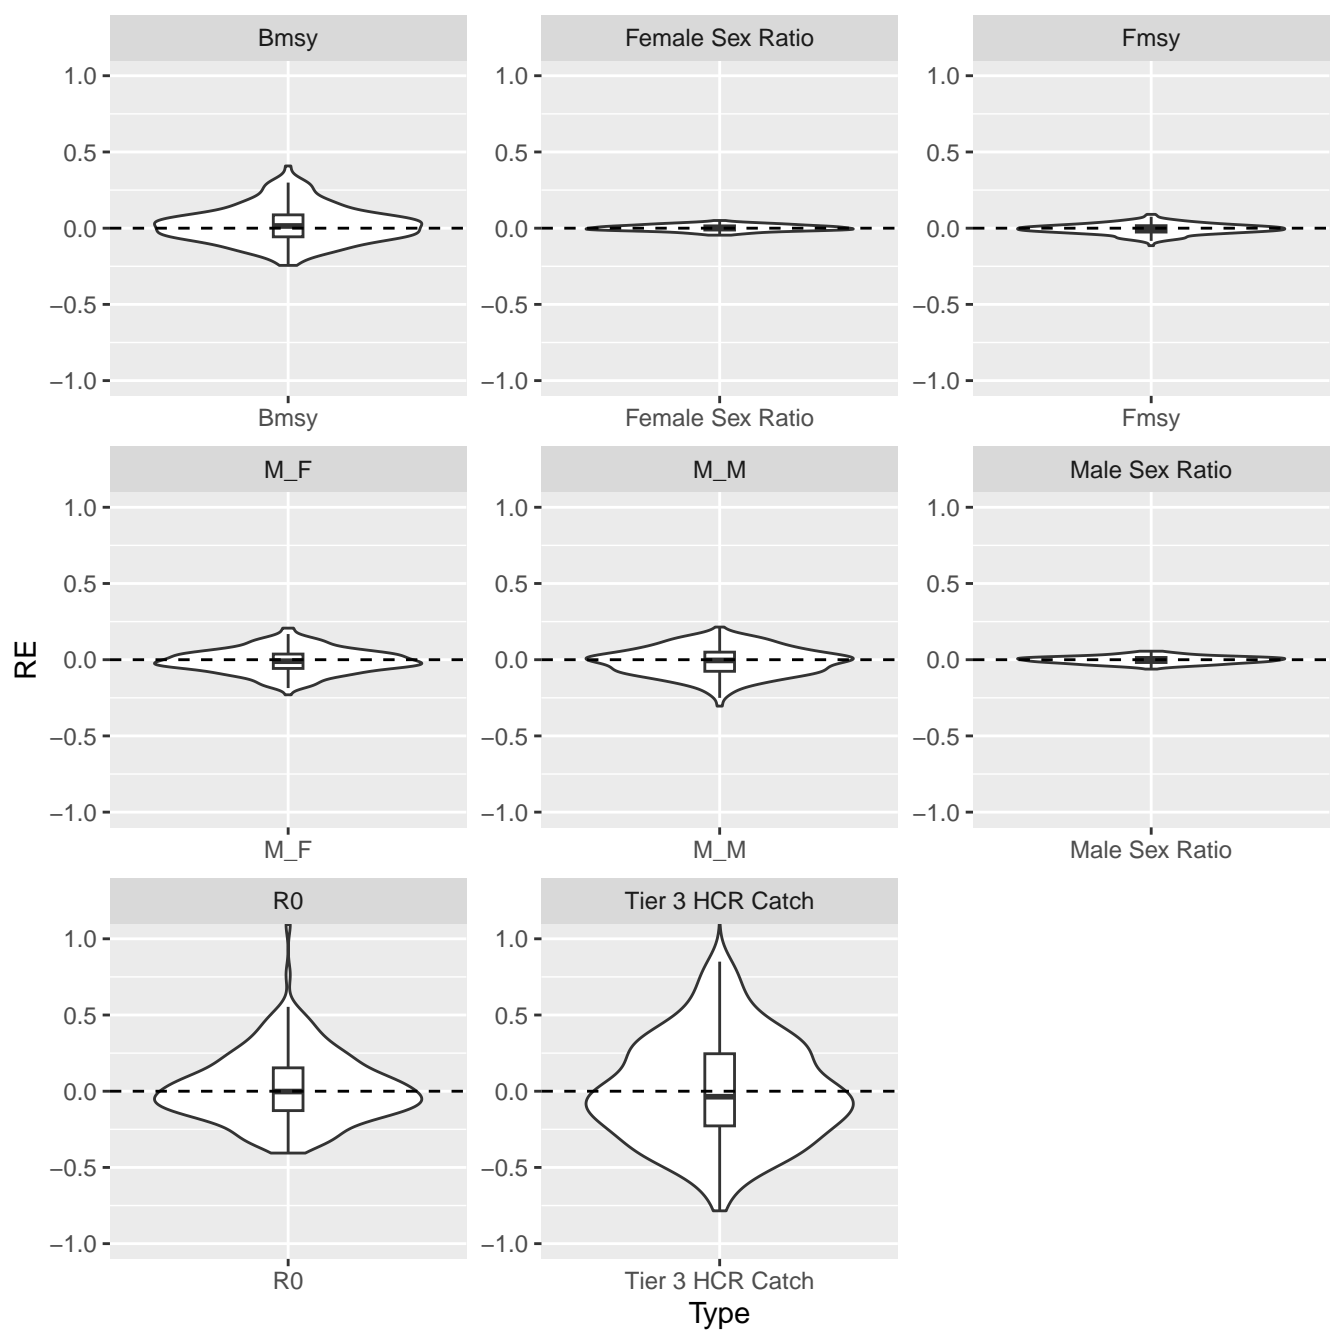 Bmsy Female Sex Ratio Fmsy
1.0 1.0 1.0
0.5 0.5 0.5
0.0 0.0 0.0
−0.5 −0.5 −0.5
−1.0 −1.0 −1.0
Bmsy Female Sex Ratio Fmsy
M_F M_M Male Sex Ratio
1.0 1.0 1.0
0.5 0.5 0.5
RE
0.0 0.0 0.0
−0.5 −0.5 −0.5
−1.0 −1.0 −1.0
M_F M_M Male Sex Ratio
R0 Tier 3 HCR Catch
1.0 1.0
0.5 0.5
0.0 0.0
−0.5 −0.5
−1.0 −1.0
R0 Tier 3 HCR Catch
Type